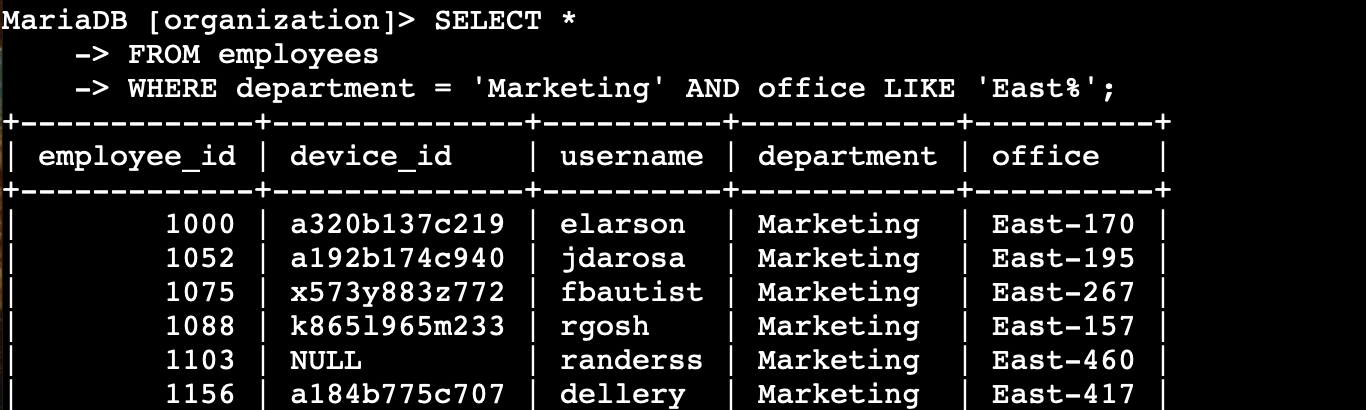 MariaDB [organization]> SELECT *
    -> FROM employees
    -> WHERE department = 'Marketing' AND office LIKE 'East%';
+-------------+--------------+----------+------------+----------+
| employee_id | device_id    | username | department | office   |
+-------------+--------------+----------+------------+----------+
|        1000 | a320b137c219 | elarson  | Marketing  | East-170 |
|        1052 | a192b174c940 | jdarosa  | Marketing  | East-195 |
|        1075 | x573y883z772 | fbautist | Marketing  | East-267 |
|        1088 | k865l965m233 | rgosh    | Marketing  | East-157 |
|        1103 | NULL         | randerss | Marketing  | East-460 |
|        1156 | a184b775c707 | dellery  | Marketing  | East-417 |